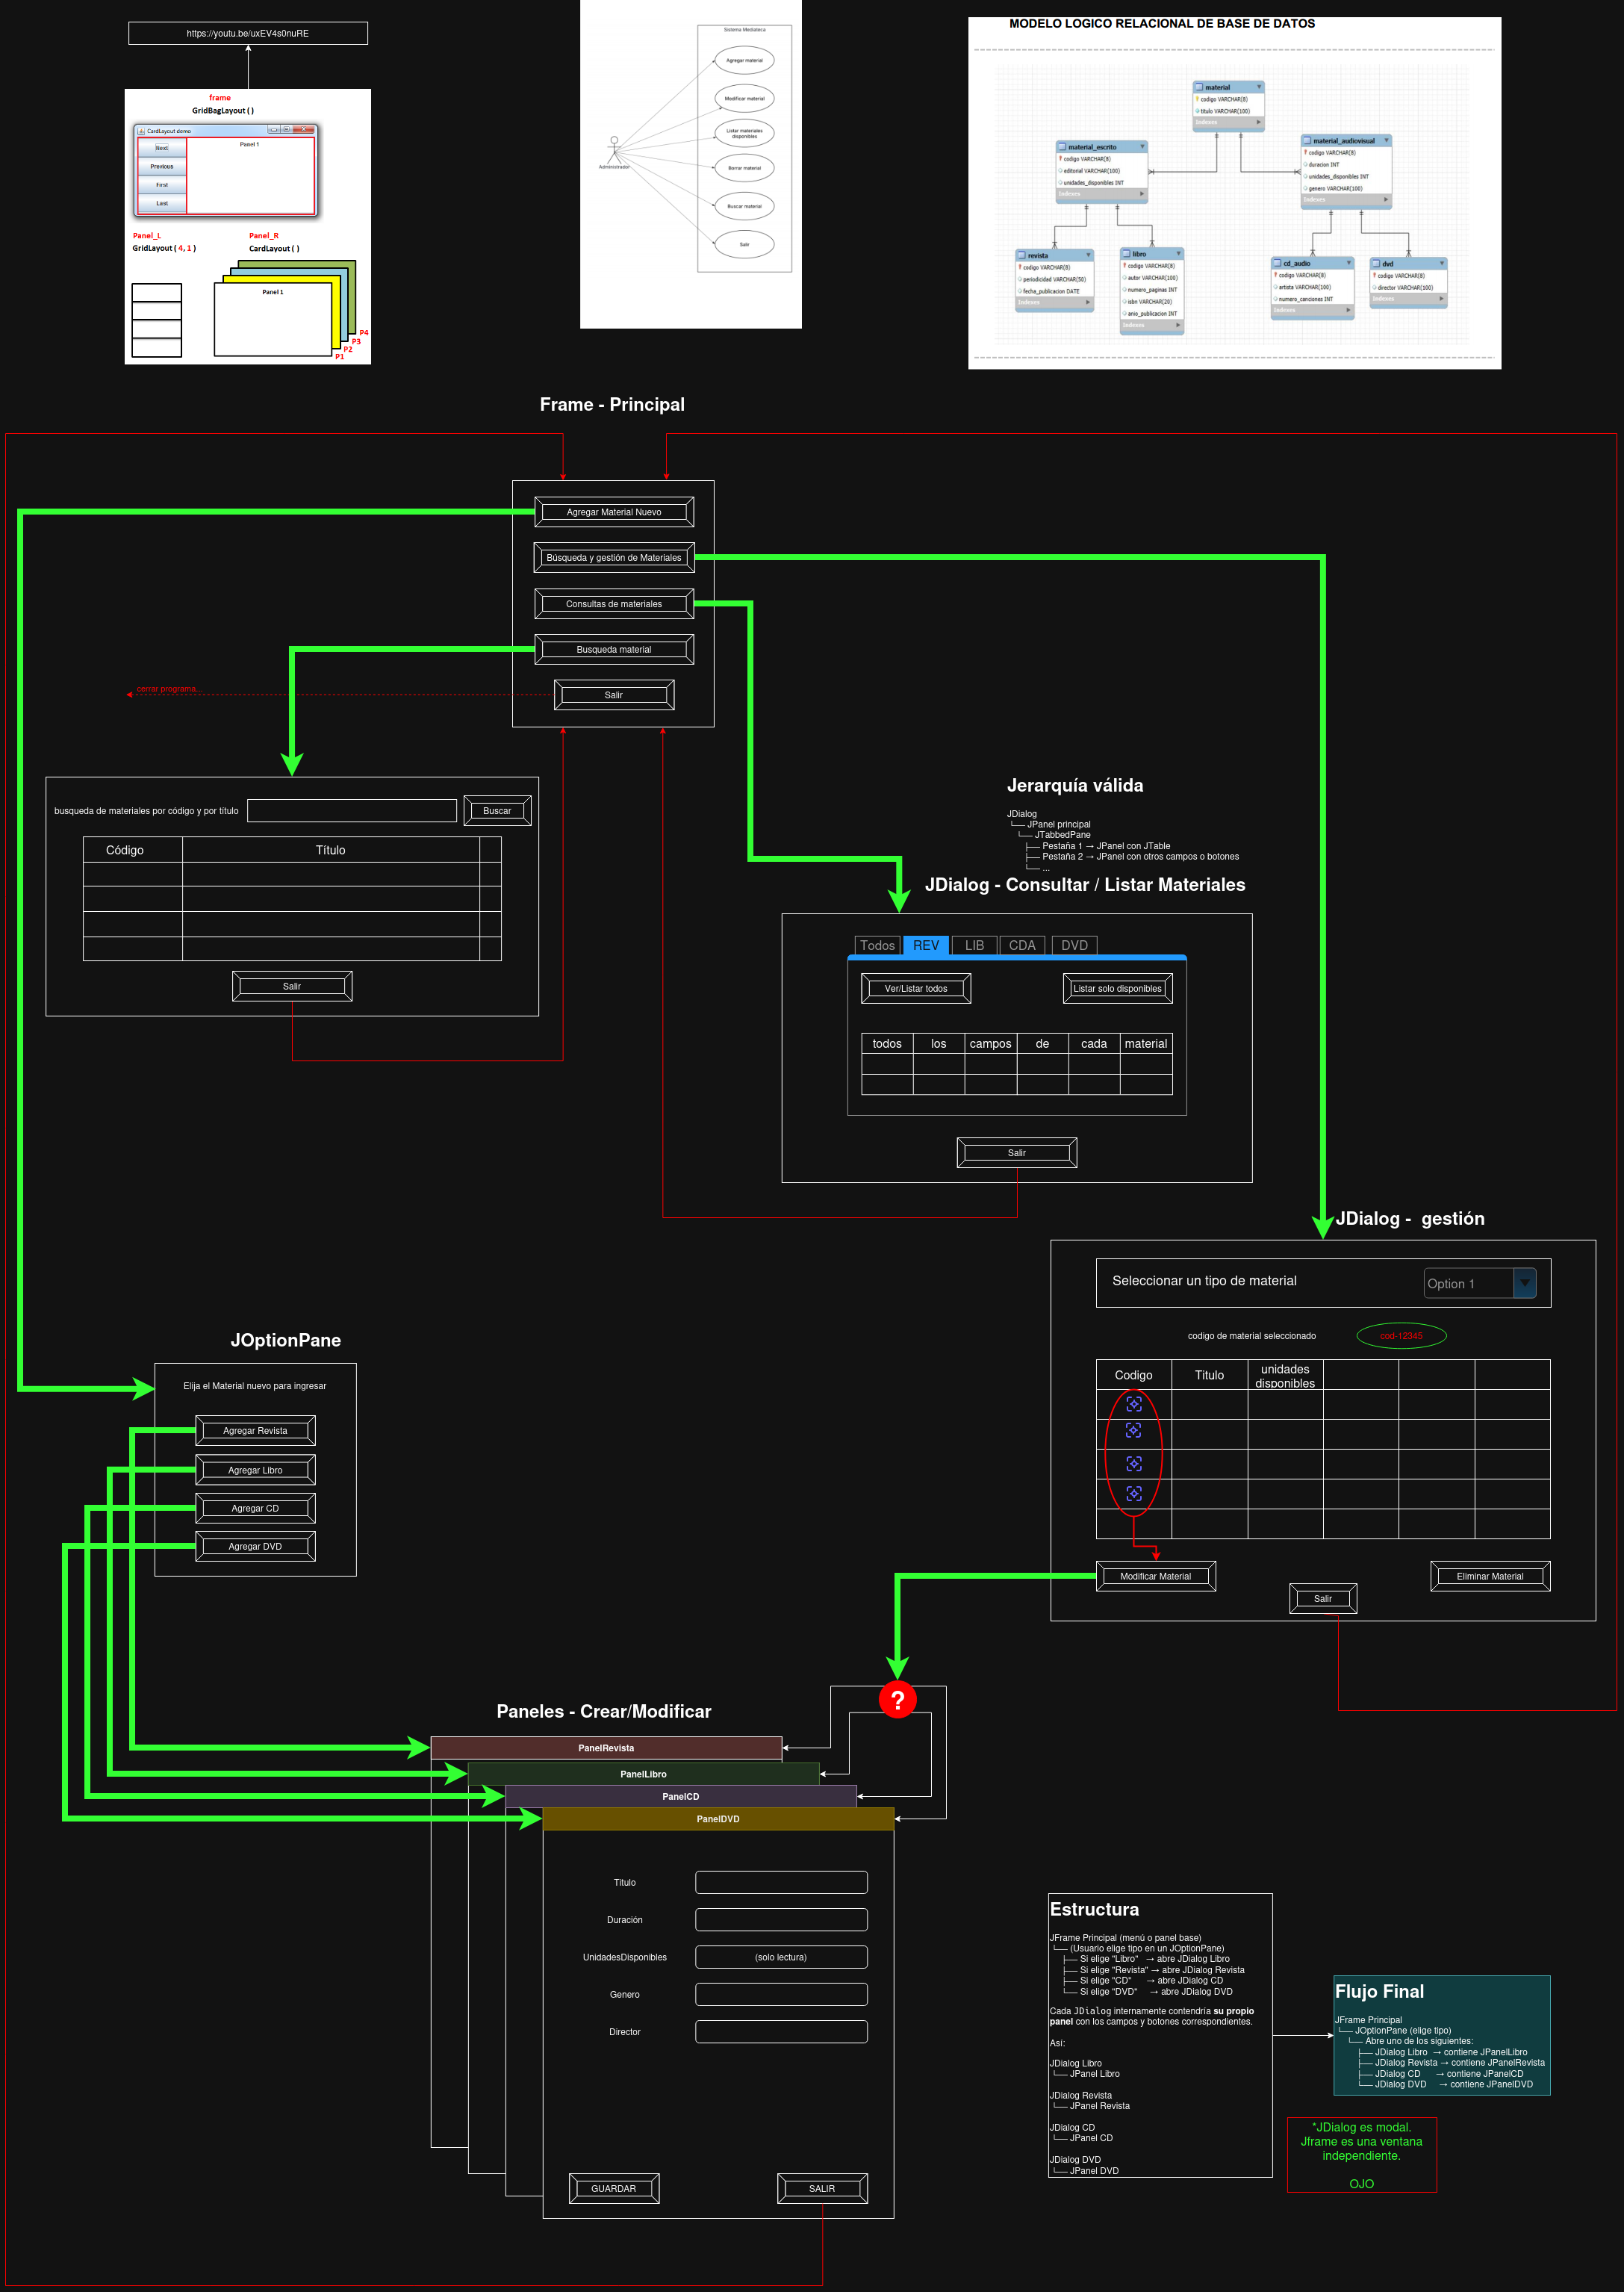 https://youtu.be/uxEV4s0nuRE
frame
GridBagLayout ( )
CardLayout demo
Next
Previous
First
Last
Panel 1
Panel_L
GridLayout ( 4, 1 )
Panel_R
CardLayout ( )
Panel 1
P4
P3
P2
P1
Sistema Mediateca
Agregar material
Modificar material
Listar materiales
disponibles
Borrar material
Buscar material
Salir
Administrador
MODELO LOGICO RELACIONAL DE BASE DE DATOS
material
codigo VARCHAR(8)
titulo VARCHAR(100)
Indexes
material_escrito
codigo VARCHAR(8)
editorial VARCHAR(100)
unidades_disponibles INT
Indexes
material_audiovisual
codigo VARCHAR(8)
duracion INT
unidades_disponibles INT
genero VARCHAR(100)
Indexes
revista
codigo VARCHAR(8)
periodicidad VARCHAR(50)
fecha_publicacion DATE
Indexes
libro
codigo VARCHAR(8)
autor VARCHAR(100)
numero_paginas INT
isbn VARCHAR(20)
anio_publicacion INT
Indexes
cd_audio
codigo VARCHAR(8)
artista VARCHAR(100)
numero_canciones INT
Indexes
dvd
codigo VARCHAR(8)
director VARCHAR(100)
Indexes
Frame - Principal
Agregar Material Nuevo
Búsqueda y gestión de Materiales
Consultas de materiales
Busqueda material
Salir
cerrar programa...
busqueda de materiales por código y por título
Buscar
Código Título
Salir
Jerarquía válida
JDialog
└── JPanel principal
└── JTabbedPane
├── Pestaña 1 → JPanel con JTable
├── Pestaña 2 → JPanel con otros campos o botones
└── ...
JDialog - Consultar / Listar Materiales
Todos REV LIB CDA DVD
Ver/Listar todos
Listar solo disponibles
todos los campos de cada material
Salir
JDialog - gestión
Seleccionar un tipo de material
Option 1
codigo de material seleccionado
cod-12345
Codigo Titulo unidades
disponibles
Modificar Material
Eliminar Material
Salir
JOptionPane
Elija el Material nuevo para ingresar
Agregar Revista
Agregar Libro
Agregar CD
Agregar DVD
?
Paneles - Crear/Modificar
PanelRevista
PanelLibro
PanelCD
PanelDVD
Titulo
Duración
UnidadesDisponibles
(solo lectura)
Genero
Director
GUARDAR
SALIR
Estructura
JFrame Principal (menú o panel base)
└── (Usuario elige tipo en un JOptionPane)
├── Si elige "Libro" → abre JDialog Libro
├── Si elige "Revista" → abre JDialog Revista
├── Si elige "CD" → abre JDialog CD
└── Si elige "DVD" → abre JDialog DVD
Cada JDialog internamente contendría su propio
panel con los campos y botones correspondientes.
Así:
JDialog Libro
└── JPanel Libro
JDialog Revista
└── JPanel Revista
JDialog CD
└── JPanel CD
JDialog DVD
└── JPanel DVD
Flujo Final
JFrame Principal
└── JOptionPane (elige tipo)
└── Abre uno de los siguientes:
├── JDialog Libro → contiene JPanelLibro
├── JDialog Revista → contiene JPanelRevista
├── JDialog CD → contiene JPanelCD
└── JDialog DVD → contiene JPanelDVD
*JDialog es modal.
Jframe es una ventana
independiente.
OJO